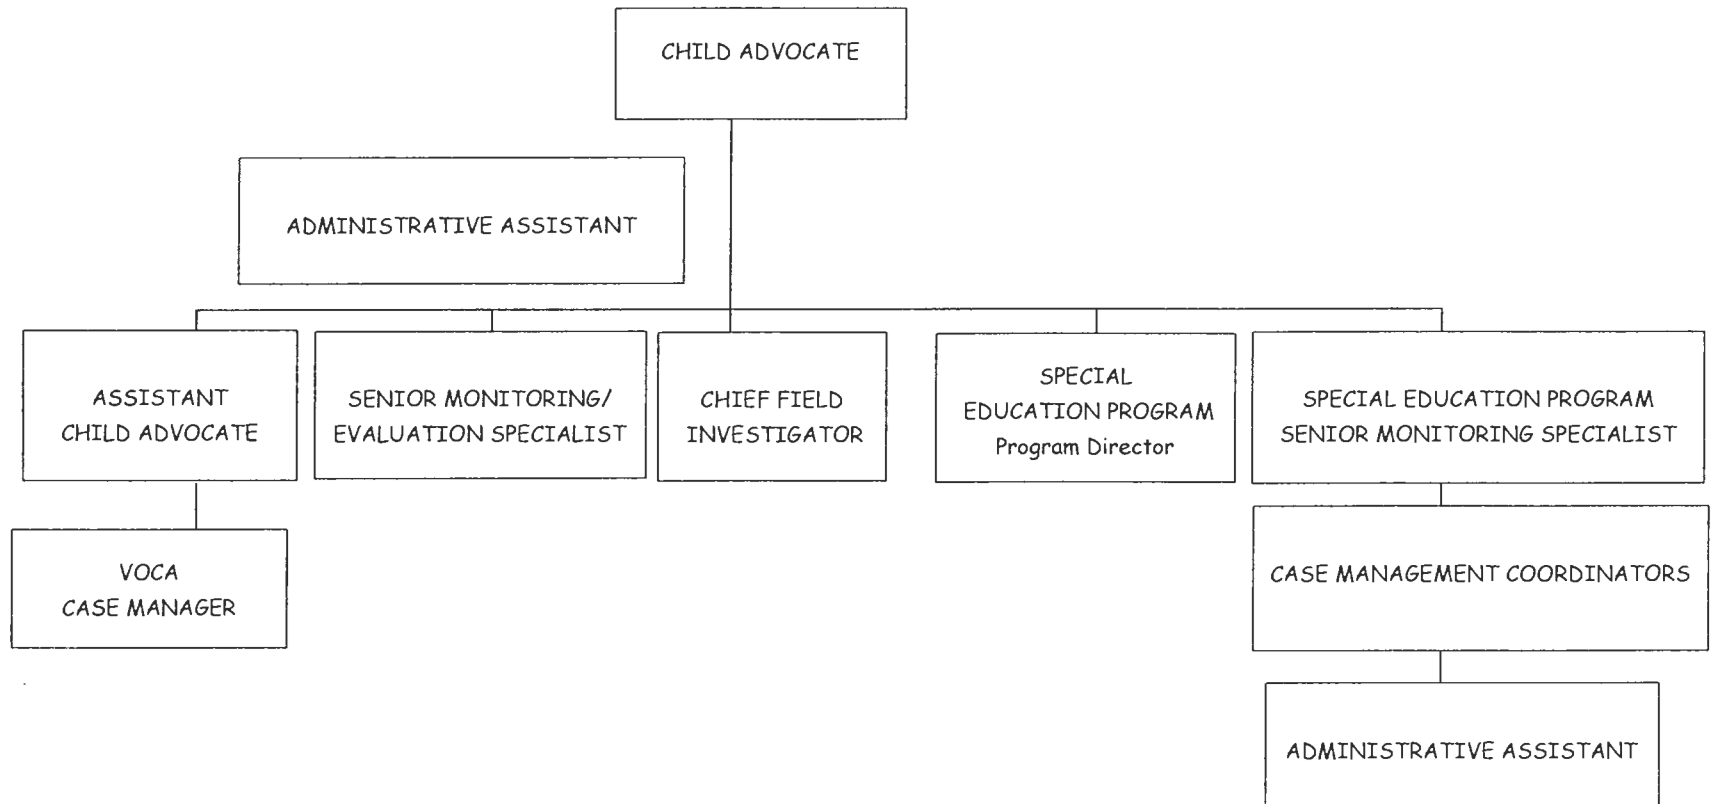 CHILD ADVOCATE
ADMINISTRATIVE ASSISTANT
ASSISTANT
CHILD ADVOCATE
SENIOR MONITORING/
EVALUATION SPECIALIST
CHIEF FIELD
INVESTIGATOR
SPECIAL
EDUCATION PROGRAM
Program Director
SPECIAL EDUCATION PROGRAM
SENIOR MONITORING SPECIALIST
VOCA
CASE MANAGER
CASE MANAGEMENT COORDINATORS
ADMINISTRATIVE ASSISTANT